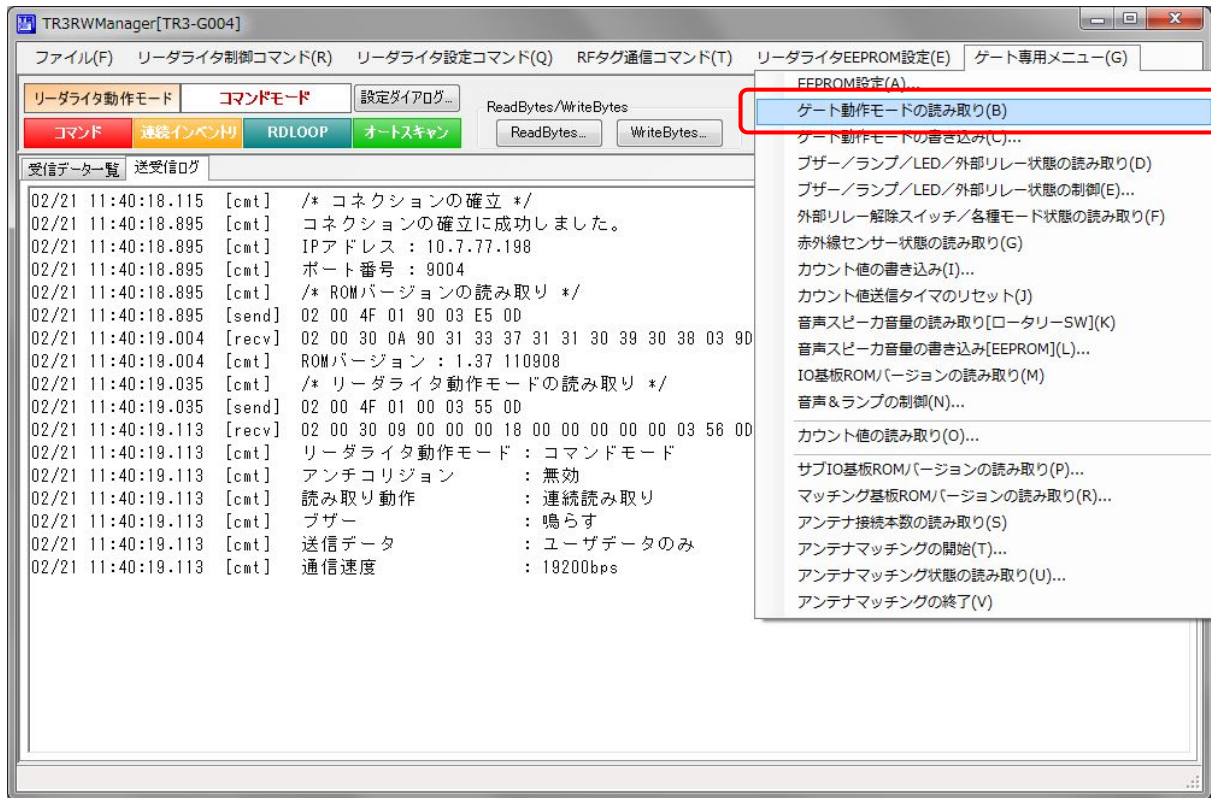 TR3RWManager[TR3-G004]
ファイル(F) リーダライタ制御コマンド(R) リーダライタ設定コマンド(Q) RFタグ通信コマンド(T) リーダライタEEPROM設定(E) ゲート専用メニュー(G)
リーダライタ動作モード コマンドモード 設定ダイアログ... ReadBytes/WriteBytes
コマンド 連続インベントリ RDLOOP オートスキャン ReadBytes... WriteBytes...
受信データ一覧 送受信ログ
02/21 11:40:18.115 [cmt] /* コネクションの確立 */
02/21 11:40:18.895 [cmt] コネクションの確立に成功しました。
02/21 11:40:18.895 [cmt] IPアドレス : 10.7.77.198
02/21 11:40:18.895 [cmt] ポート番号 : 9004
02/21 11:40:18.895 [cmt] /* ROMバージョンの読み取り */
02/21 11:40:18.895 [send] 02 00 4F 01 90 03 E5 0D
02/21 11:40:19.004 [recv] 02 00 30 0A 90 31 33 37 31 31 30 39 30 38 03 9D
02/21 11:40:19.004 [cmt] ROMバージョン : 1.37 110908
02/21 11:40:19.035 [cmt] /* リーダライタ動作モードの読み取り */
02/21 11:40:19.035 [send] 02 00 4F 01 00 03 55 0D
02/21 11:40:19.113 [recv] 02 00 30 09 00 00 00 18 00 00 00 00 00 03 56 0D
02/21 11:40:19.113 [cmt] リーダライタ動作モード : コマンドモード
02/21 11:40:19.113 [cmt] アンチコリジョン : 無効
02/21 11:40:19.113 [cmt] 読み取り動作 : 連続読み取り
02/21 11:40:19.113 [cmt] ブザー : 鳴らす
02/21 11:40:19.113 [cmt] 送信データ : ユーザデータのみ
02/21 11:40:19.113 [cmt] 通信速度 : 19200bps
EEPROM設定(A)...
ゲート動作モードの読み取り(B)
ゲート動作モードの書き込み(C)...
ブザー／ランプ／LED／外部リレー状態の読み取り(D)
ブザー／ランプ／LED／外部リレー状態の制御(E)...
外部リレー解除スイッチ／各種モード状態の読み取り(F)
赤外線センサー状態の読み取り(G)
カウント値の書き込み(I)...
カウント値送信タイマのリセット(J)
音声スピーカ音量の読み取り[ロータリーSW](K)
音声スピーカ音量の書き込み[EEPROM](L)...
IO基板ROMバージョンの読み取り(M)
音声&ランプの制御(N)...
カウント値の読み取り(O)...
サブIO基板ROMバージョンの読み取り(P)...
マッチング基板ROMバージョンの読み取り(R)...
アンテナ接続本数の読み取り(S)
アンテナマッチングの開始(T)...
アンテナマッチング状態の読み取り(U)...
アンテナマッチングの終了(V)